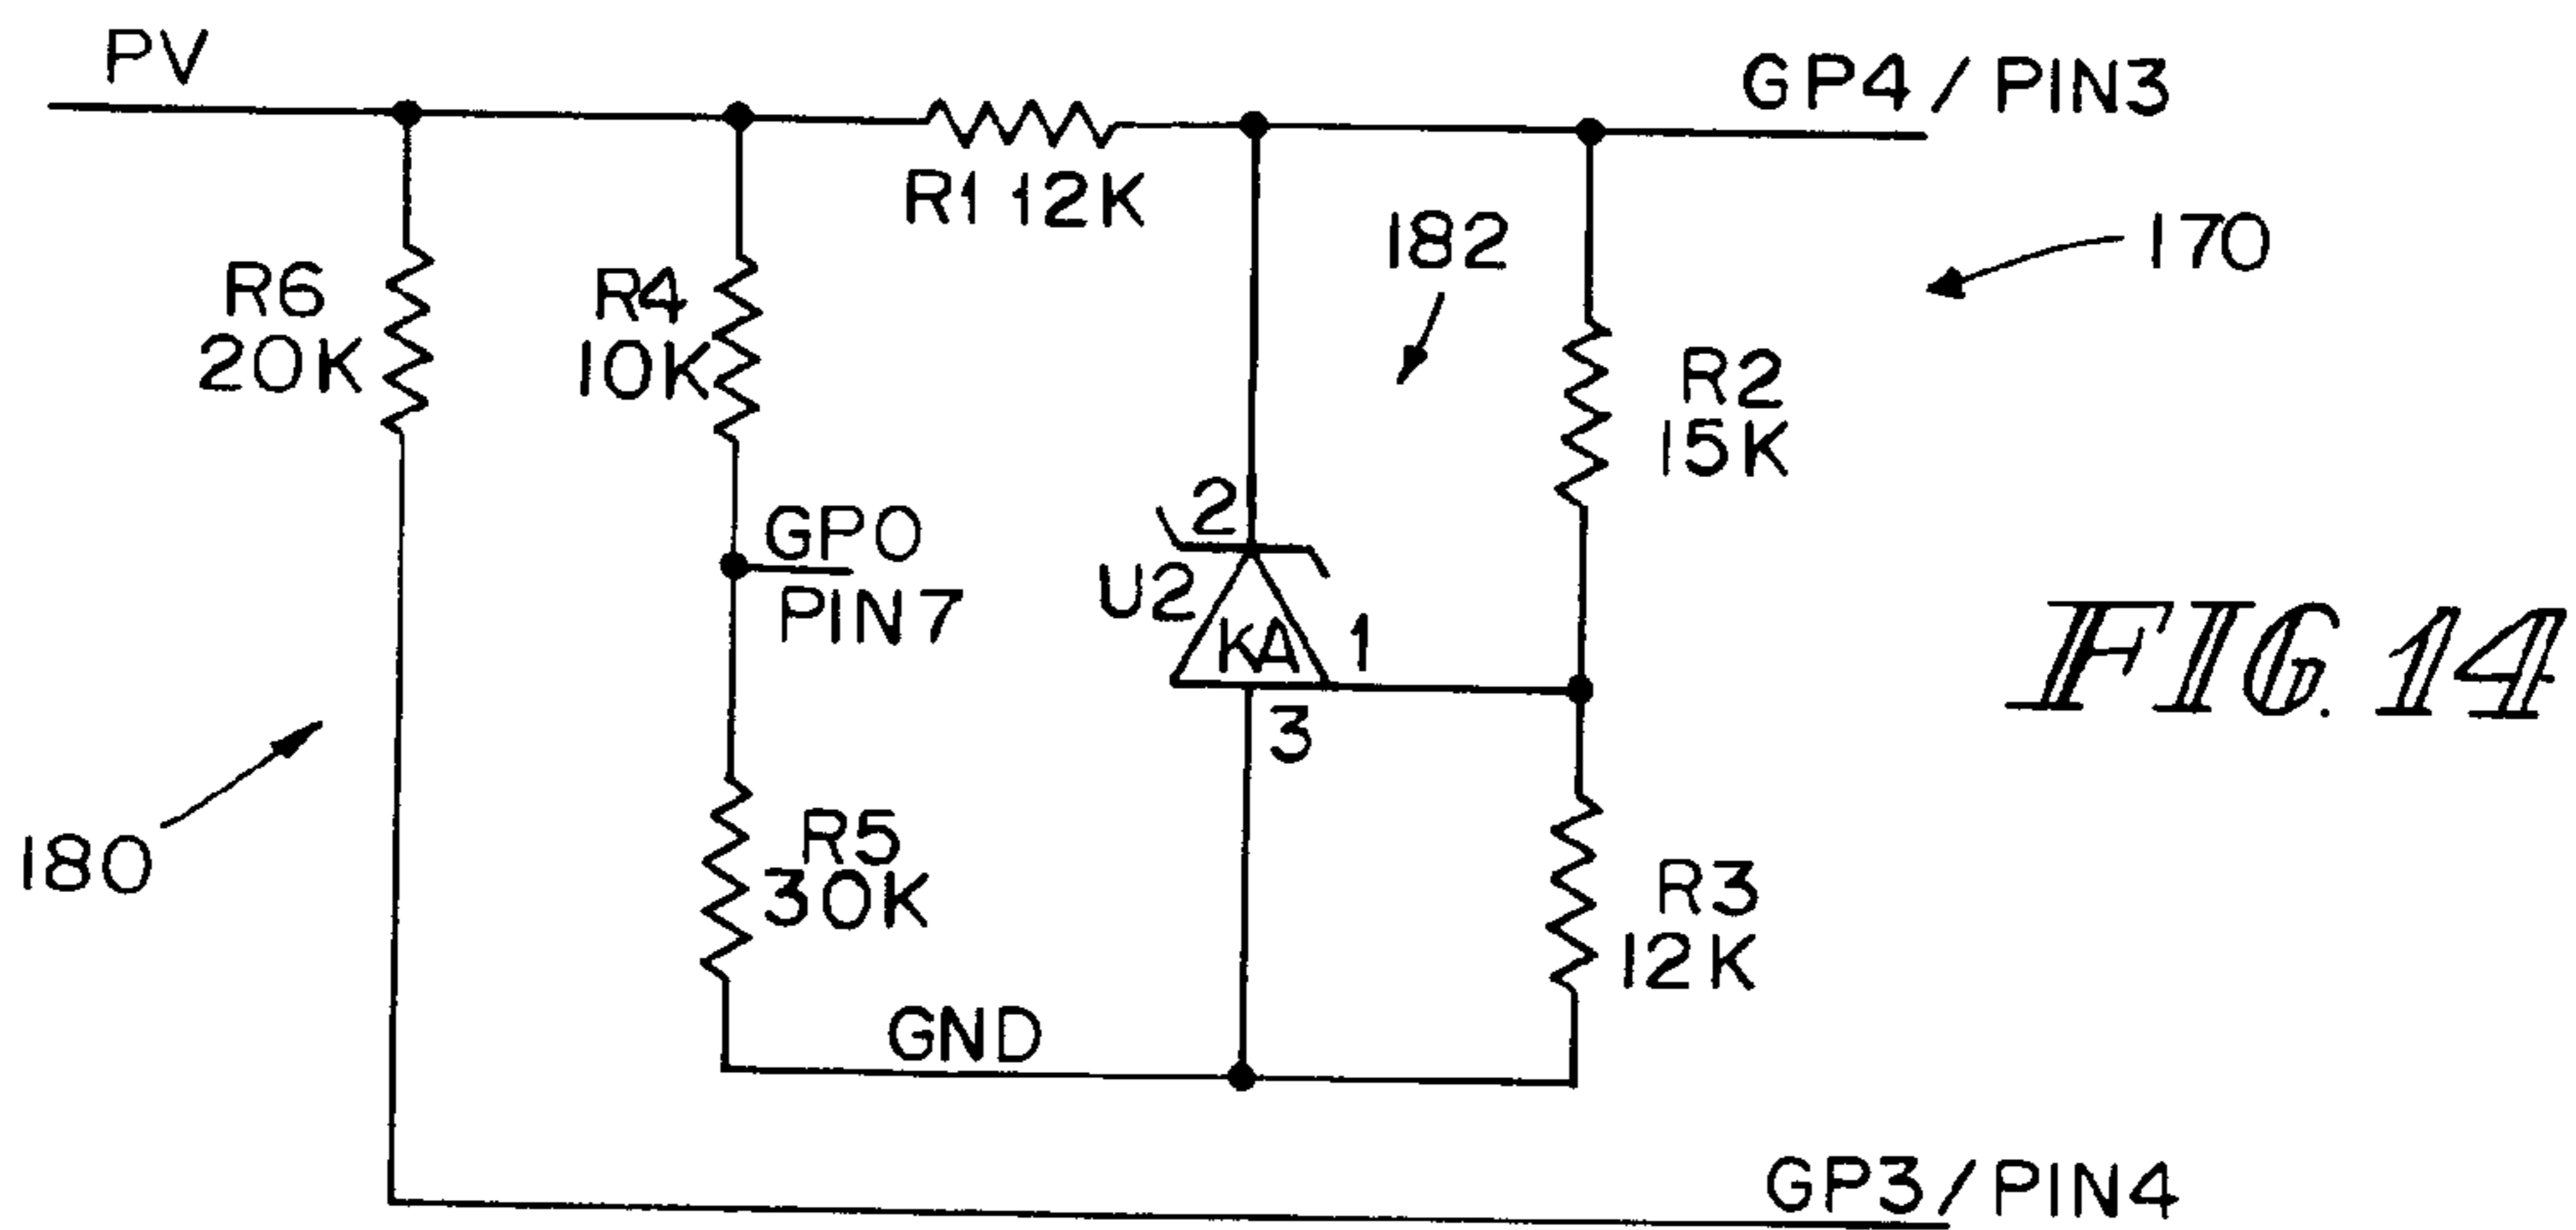 PV
GP4/PIN3
R1 12K
182
170
R6
20K
R4
10K
R2
15K
GPO
PIN7
2
U2
KA
1
3
FIG. 14
180
R5
30K
R3
12K
GND
GP3/PIN4